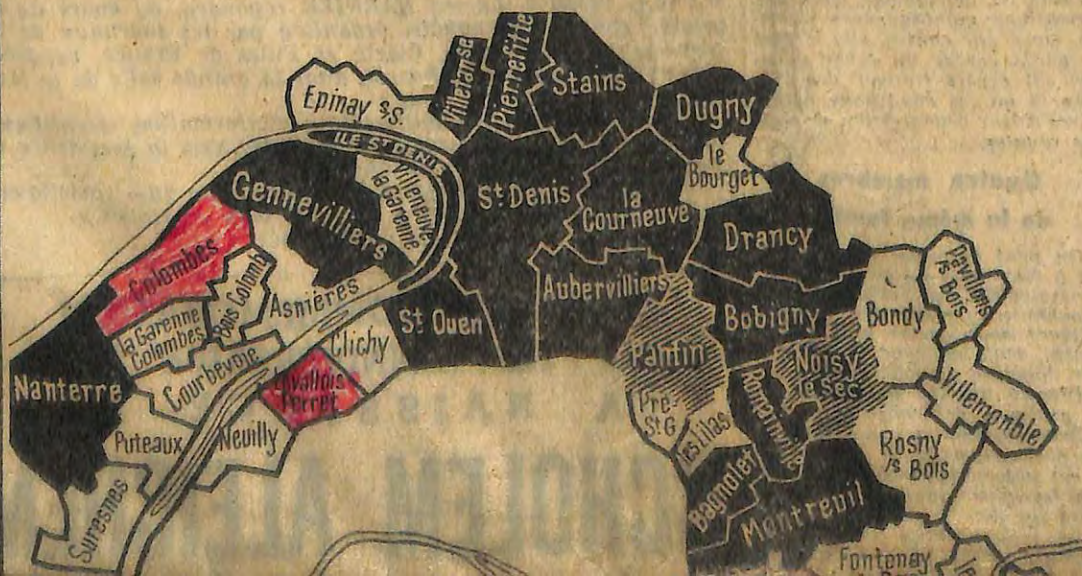 Epinay s/S.
Villetanse
Pierrefitte
Stains
Dugny
le
Bourget
ILE ST DENIS
Villeneuve
la Garenne
Gennevilliers
St Denis
la
Courneuve
Drancy
Colombes
Bois Colomb
Asnières
Aubervilliers
la Garenne
Colombes
St Ouen
Clichy
Bobigny
Bondy
Pavillons
/s Bois
Nanterre
Courbevoie
Levallois
Perret
Pantin
Noisy
le Sec
Romainville
Villemomble
Puteaux
Neuilly
Pré-
St G
les Lilas
Rosny
/s Bois
Suresnes
Bagnolet
Montreuil
Fontenay